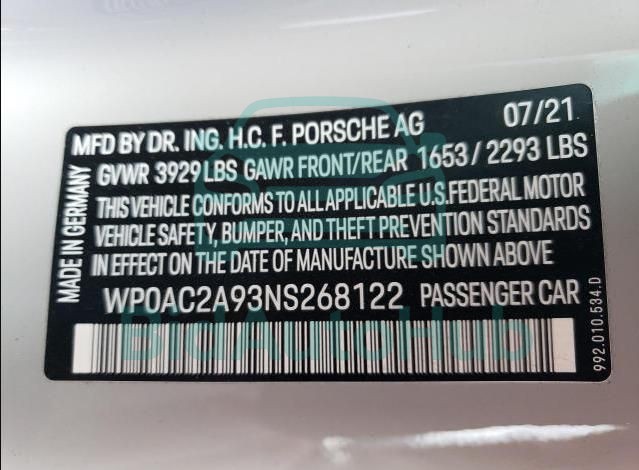 MFD BY DR. ING. H.C. F. PORSCHE AG 07/21
GVWR 3929 LBS GAWR FRONT/REAR 1653 / 2293 LBS
THIS VEHICLE CONFORMS TO ALL APPLICABLE U.S. FEDERAL MOTOR
VEHICLE SAFETY, BUMPER, AND THEFT PREVENTION STANDARDS
IN EFFECT ON THE DATE OF MANUFACTURE SHOWN ABOVE
WP0AC2A93NS268122 PASSENGER CAR
MADE IN GERMANY
992.010.534.D
BidAutoHub